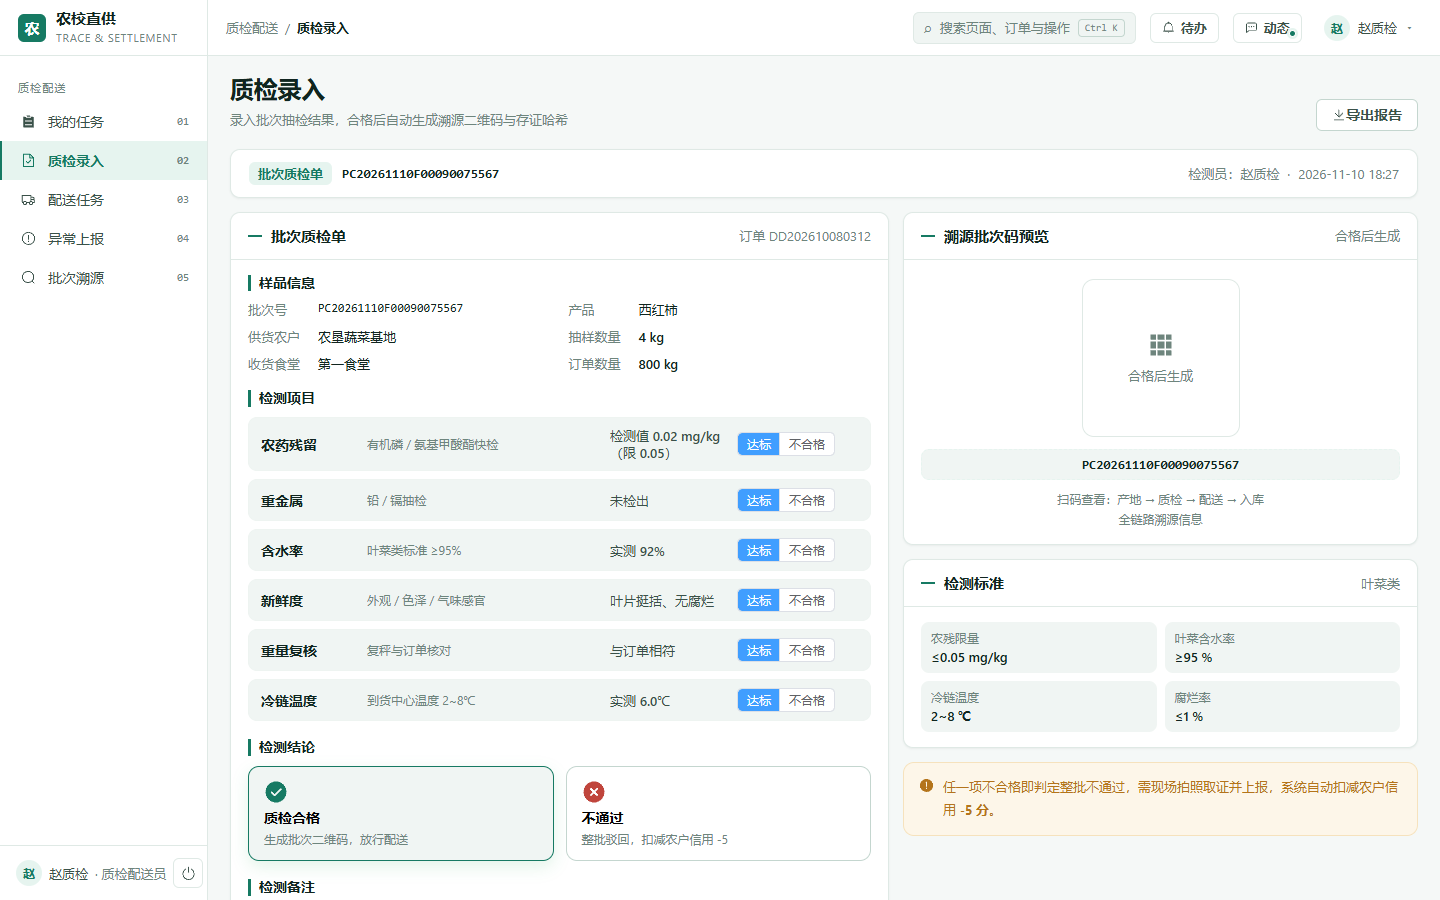 农
农校直供
TRACE & SETTLEMENT
质检配送 / 质检录入
搜索页面、订单与操作 Ctrl K
待办
动态
赵 赵质检
质检配送
我的任务 01
质检录入 02
配送任务 03
异常上报 04
批次溯源 05
赵 赵质检 · 质检配送员
质检录入
录入批次抽检结果，合格后自动生成溯源二维码与存证哈希
导出报告
批次质检单 PC20261110F00090075567
检测员：赵质检 · 2026-11-10 18:27
批次质检单
订单 DD202610080312
样品信息
批次号 PC20261110F00090075567
产品 西红柿
供货农户 农垦蔬菜基地
抽样数量 4 kg
收货食堂 第一食堂
订单数量 800 kg
检测项目
农药残留 有机磷 / 氨基甲酸酯快检 检测值 0.02 mg/kg
（限 0.05） 达标 不合格
重金属 铅 / 镉抽检 未检出 达标 不合格
含水率 叶菜类标准 ≥95% 实测 92% 达标 不合格
新鲜度 外观 / 色泽 / 气味感官 叶片挺括、无腐烂 达标 不合格
重量复核 复秤与订单核对 与订单相符 达标 不合格
冷链温度 到货中心温度 2~8℃ 实测 6.0℃ 达标 不合格
检测结论
质检合格
生成批次二维码，放行配送
不通过
整批驳回，扣减农户信用 -5
检测备注
溯源批次码预览
合格后生成
合格后生成
PC20261110F00090075567
扫码查看：产地 → 质检 → 配送 → 入库
全链路溯源信息
检测标准
叶菜类
农残限量
≤0.05 mg/kg
叶菜含水率
≥95 %
冷链温度
2~8 ℃
腐烂率
≤1 %
任一项不合格即判定整批不通过，需现场拍照取证并上报，系统自动扣减农户信
用 -5 分。